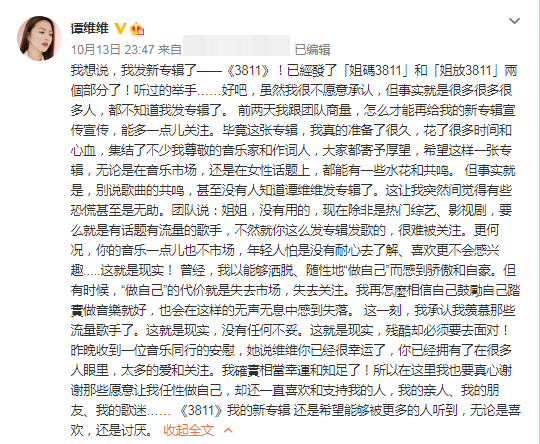 谭维维
10月13日 23:47 来自 已编辑
我想说，我发新专辑了——《3811》！已經發了「姐碼3811」和「姐放3811」兩
個部分了！听过的举手……好吧，虽然我很不愿意承认，但事实就是很多很多很
多人，都不知道我发专辑了。 前两天我跟团队商量，怎么才能再给我的新专辑宣
传宣传，能多一点儿关注。毕竟这张专辑，我真的准备了很久，花了很多时间和
心血，集结了不少我尊敬的音乐家和作词人，大家都寄予厚望，希望这样一张专
辑，无论是在音乐市场，还是在女性话题上，都能有一些水花和共鸣。 但事实就
是，别说歌曲的共鸣，甚至没有人知道谭维维发专辑了。这让我突然间觉得有些
恐慌甚至是无助。团队说：姐姐，没有用的，现在除非是热门综艺、影视剧，要
么就是有话题有流量的歌手，不然就你这么发专辑发歌的，很难被关注。更何
况，你的音乐一点儿也不市场，年轻人怕是没有耐心去了解、喜欢更不会感兴
趣.....这就是现实！ 曾经，我以能够洒脱、随性地“做自己”而感到骄傲和自豪。但
有时候，“做自己”的代价就是失去市场，失去关注。我再怎麼相信自己鼓勵自己踏
實做音樂就好，也会在这样的无声无息中感到失落。 这一刻，我承认我羡慕那些
流量歌手了。这就是现实，没有任何不妥。这就是现实，残酷却必须要去面对！
昨晚收到一位音乐同行的安慰，她说维维你已经很幸运了，你已经拥有了在很多
人眼里，太多的爱和关注。我確實相當幸運和知足了！所以在这里我也要真心谢
谢那些愿意让我任性做自己，却还一直喜欢和支持我的人，我的亲人、我的朋
友、我的歌迷…… 《3811》我的新专辑 还是希望能够被更多的人听到，无论是喜
欢，还是讨厌。 收起全文